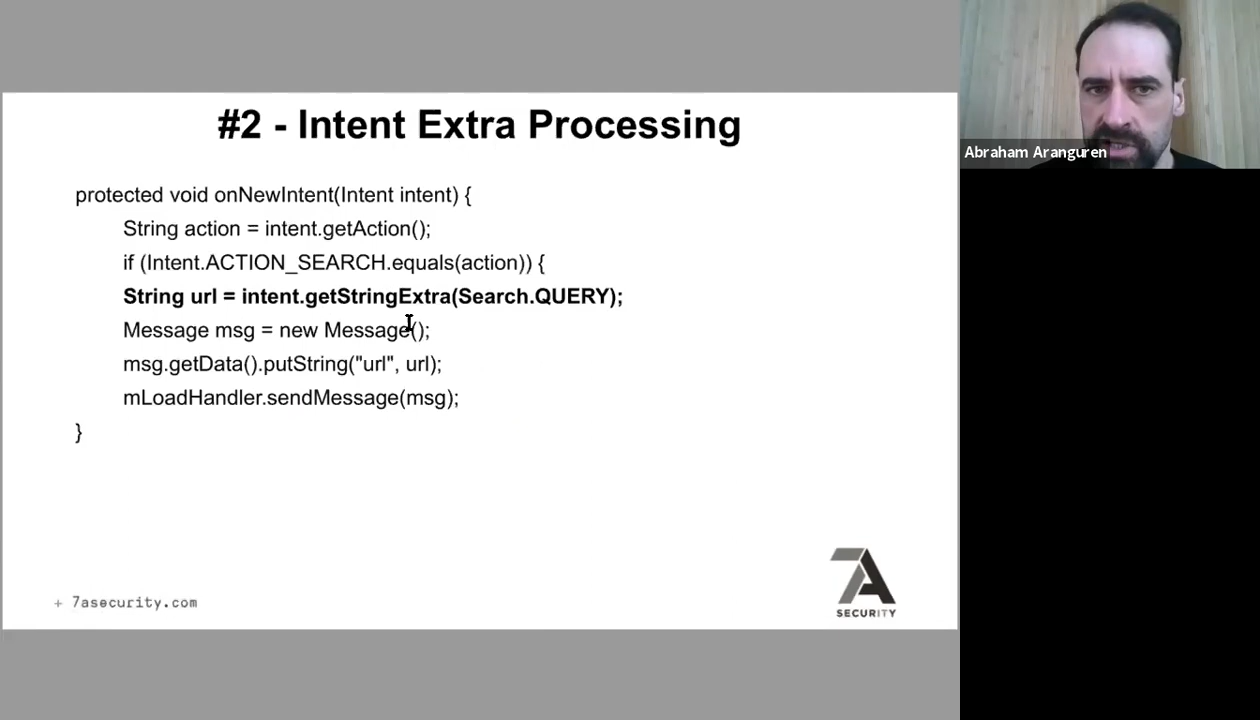 #2 - Intent Extra Processing
protected void onNewIntent(Intent intent) {
String action = intent.getAction();
if (Intent.ACTION_SEARCH.equals(action)) {
String url = intent.getStringExtra(Search.QUERY);
Message msg = new Message();
msg.getData().putString("url", url);
mLoadHandler.sendMessage(msg);
}
+ 7asecurity.com
7A
SECURITY
Abraham Aranguren